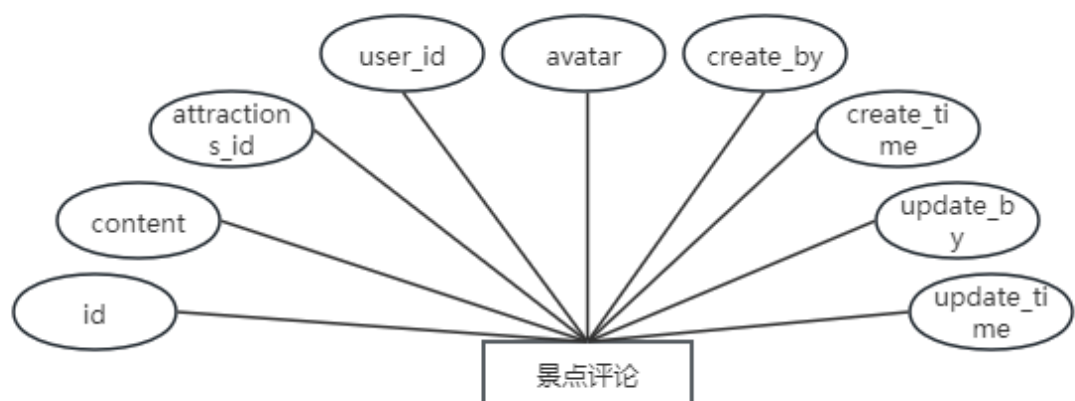 user_id
avatar
create_by
attraction
s_id
create_ti
me
content
update_b
y
id
update_ti
me
景点评论